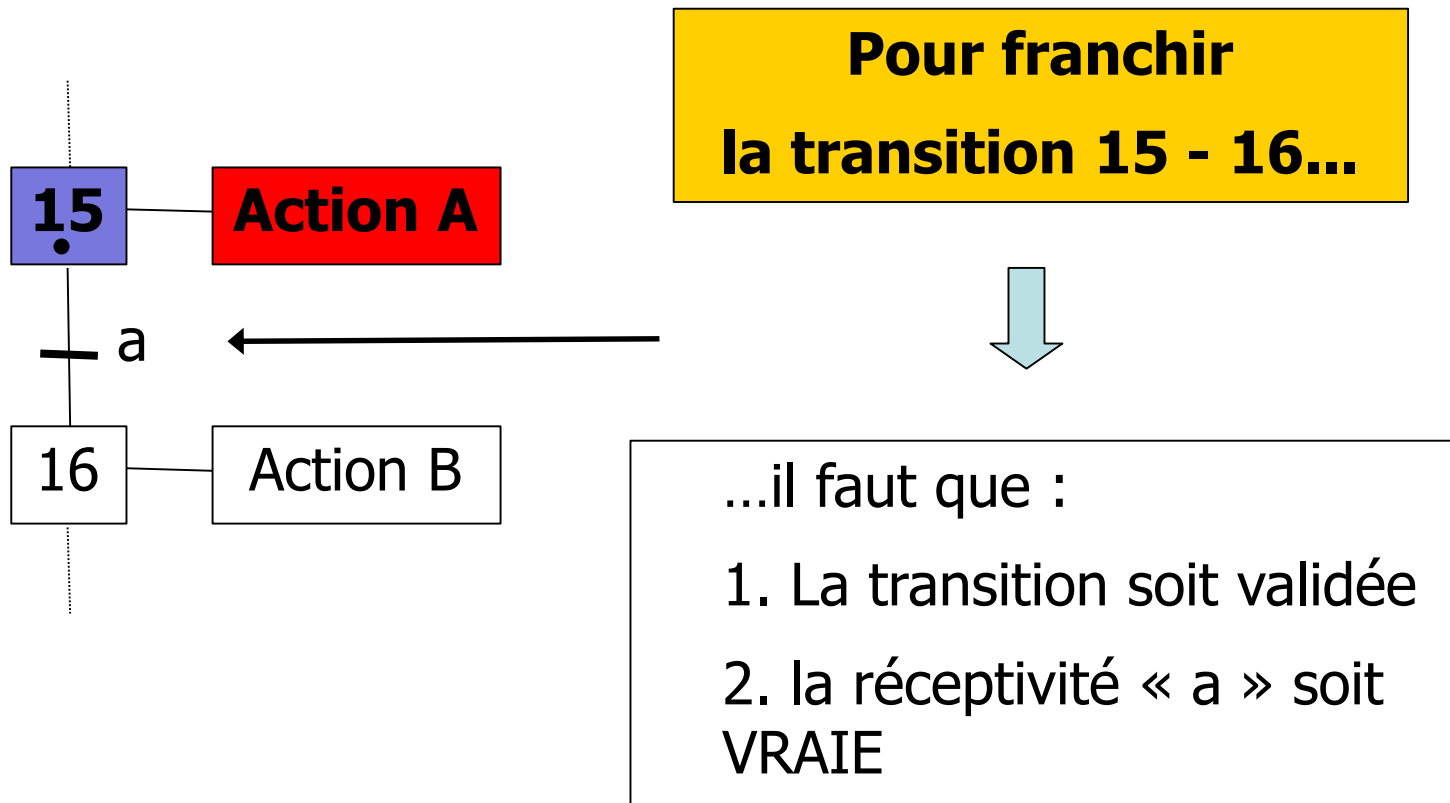 Pour franchir
la transition 15 - 16...
15
Action A
a
16
Action B
…il faut que :
1. La transition soit validée
2. la réceptivité « a » soit
VRAIE